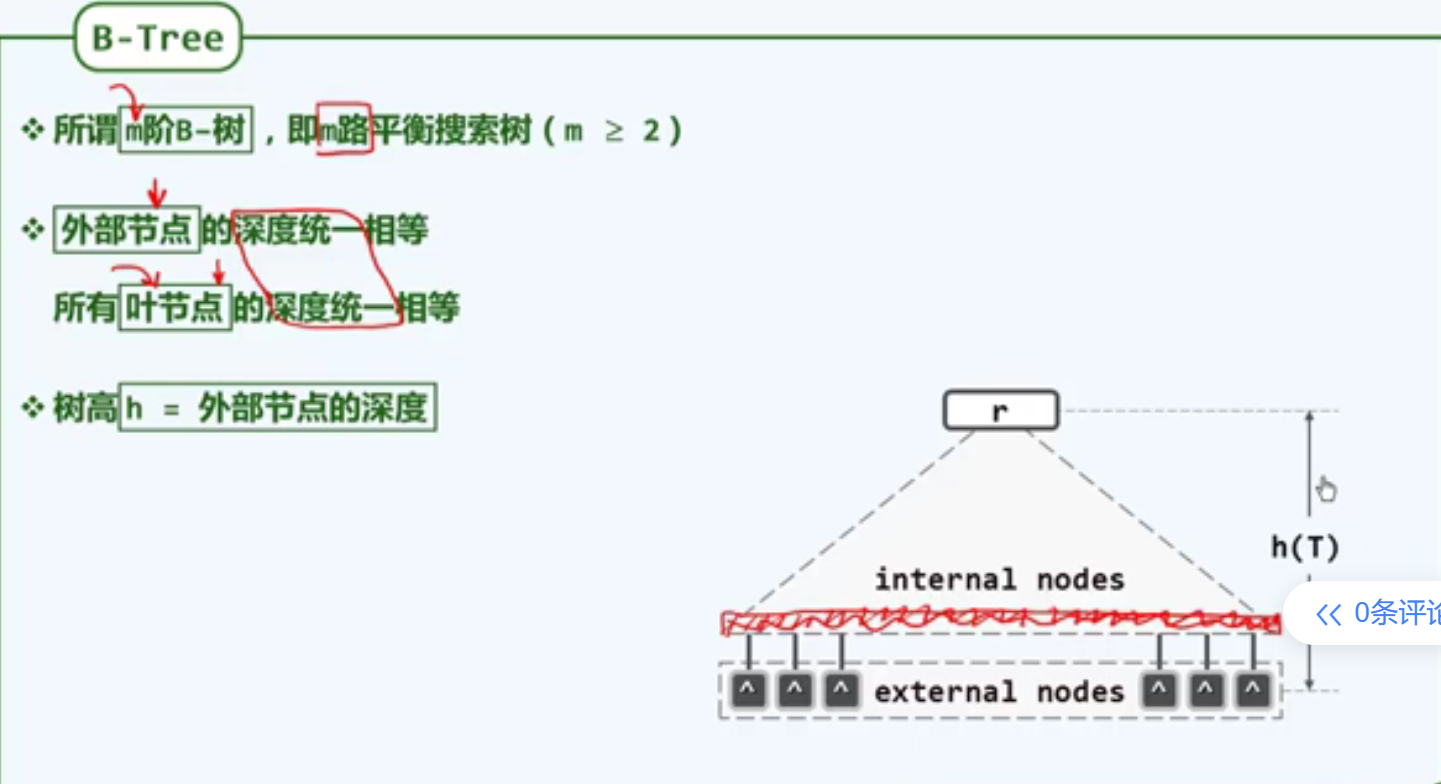 B-Tree
❖ 所谓m阶B-树，即m路平衡搜索树（m ≥ 2）
❖ 外部节点的深度统一相等
所有叶节点的深度统一相等
❖ 树高h = 外部节点的深度
r
h(T)
internal nodes
0条评论
^ ^ ^ external nodes ^ ^ ^